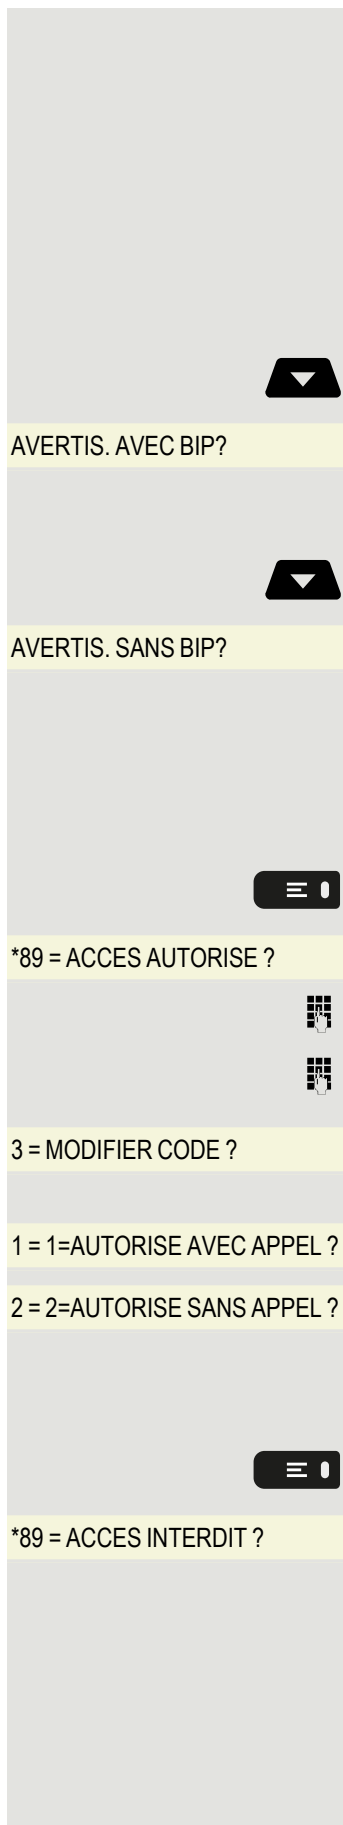 AVERTIS. AVEC BIP?
AVERTIS. SANS BIP?
*89 = ACCES AUTORISE ?
3 = MODIFIER CODE ?
1 = 1=AUTORISE AVEC APPEL ?
2 = 2=AUTORISE SANS APPEL ?
*89 = ACCES INTERDIT ?